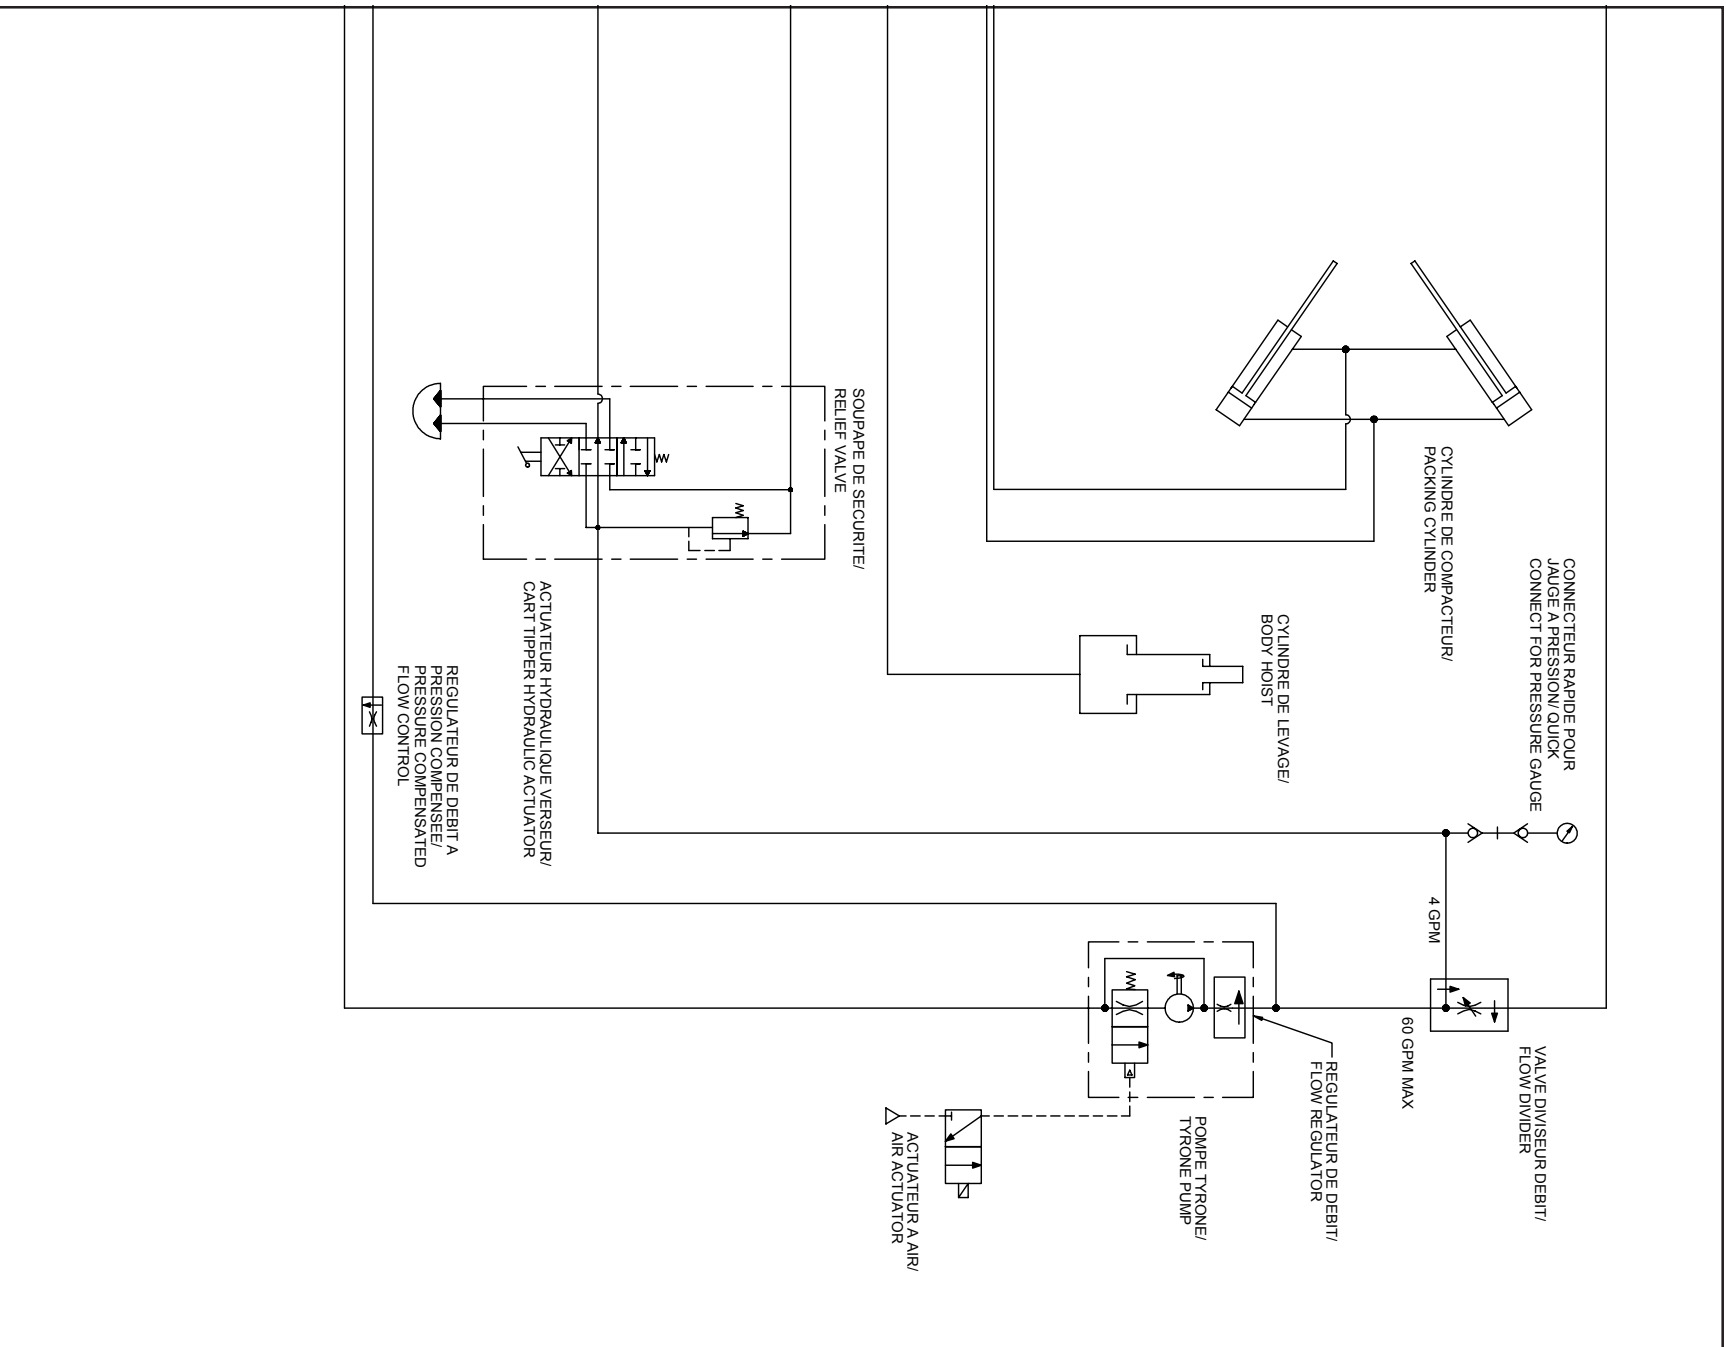 SOUPAPE DE SECURITE/
RELIEF VALVE
CYLINDRE DE COMPACTEUR/
PACKING CYLINDER
CONNECTEUR RAPIDE POUR
JAUGE A PRESSION/ QUICK
CONNECT FOR PRESSURE GAUGE
CYLINDRE DE LEVAGE/
BODY HOIST
ACTUATEUR HYDRAULIQUE VERSEUR/
CART TIPPER HYDRAULIC ACTUATOR
REGULATEUR DE DEBIT A
PRESSION COMPENSEE/
PRESSURE COMPENSATED
FLOW CONTROL
4 GPM
60 GPM MAX
VALVE DIVISEUR DEBIT/
FLOW DIVIDER
REGULATEUR DE DEBIT/
FLOW REGULATOR
POMPE TYRONE/
TYRONE PUMP
ACTUATEUR A AIR/
AIR ACTUATOR